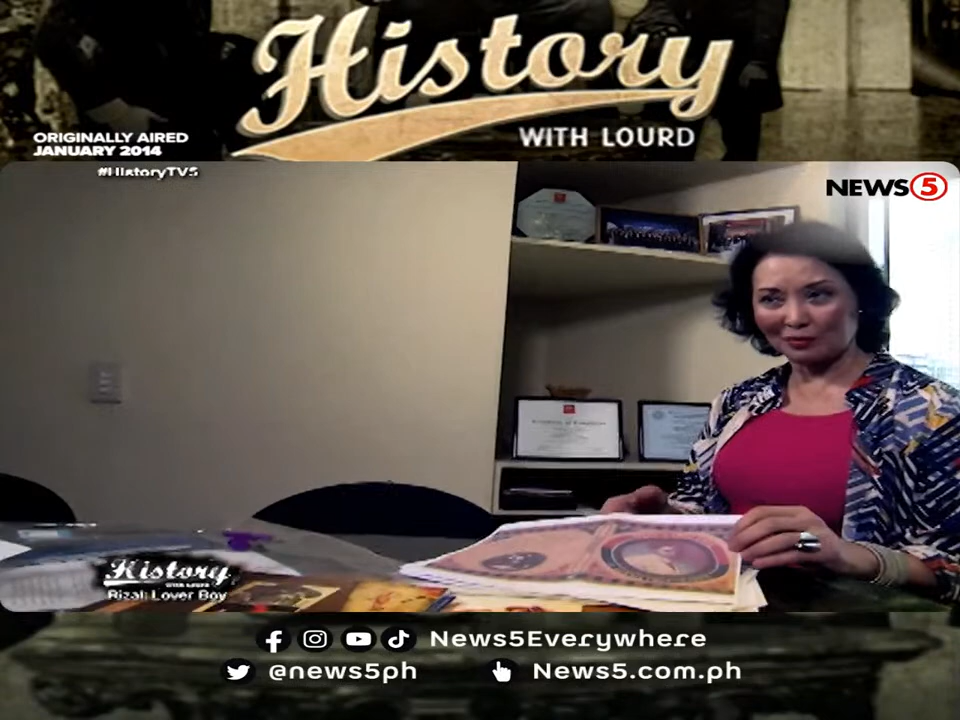 History
WITH LOURD
ORIGINALLY AIRED
JANUARY 2014
#HistoryTV5
NEWS5
History
Rizal: Lover Boy
News5Everywhere
@news5ph
News5.com.ph